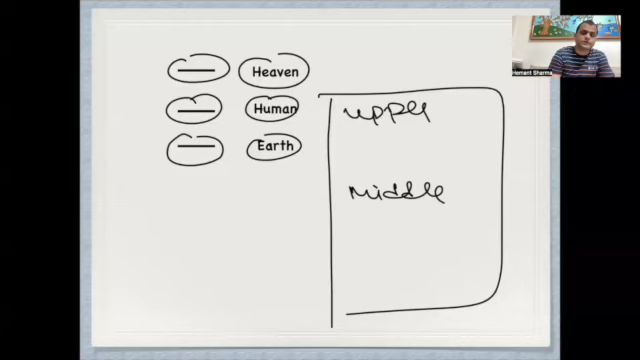 Hemant Sharma
Heaven
Human
Earth
upper
middle